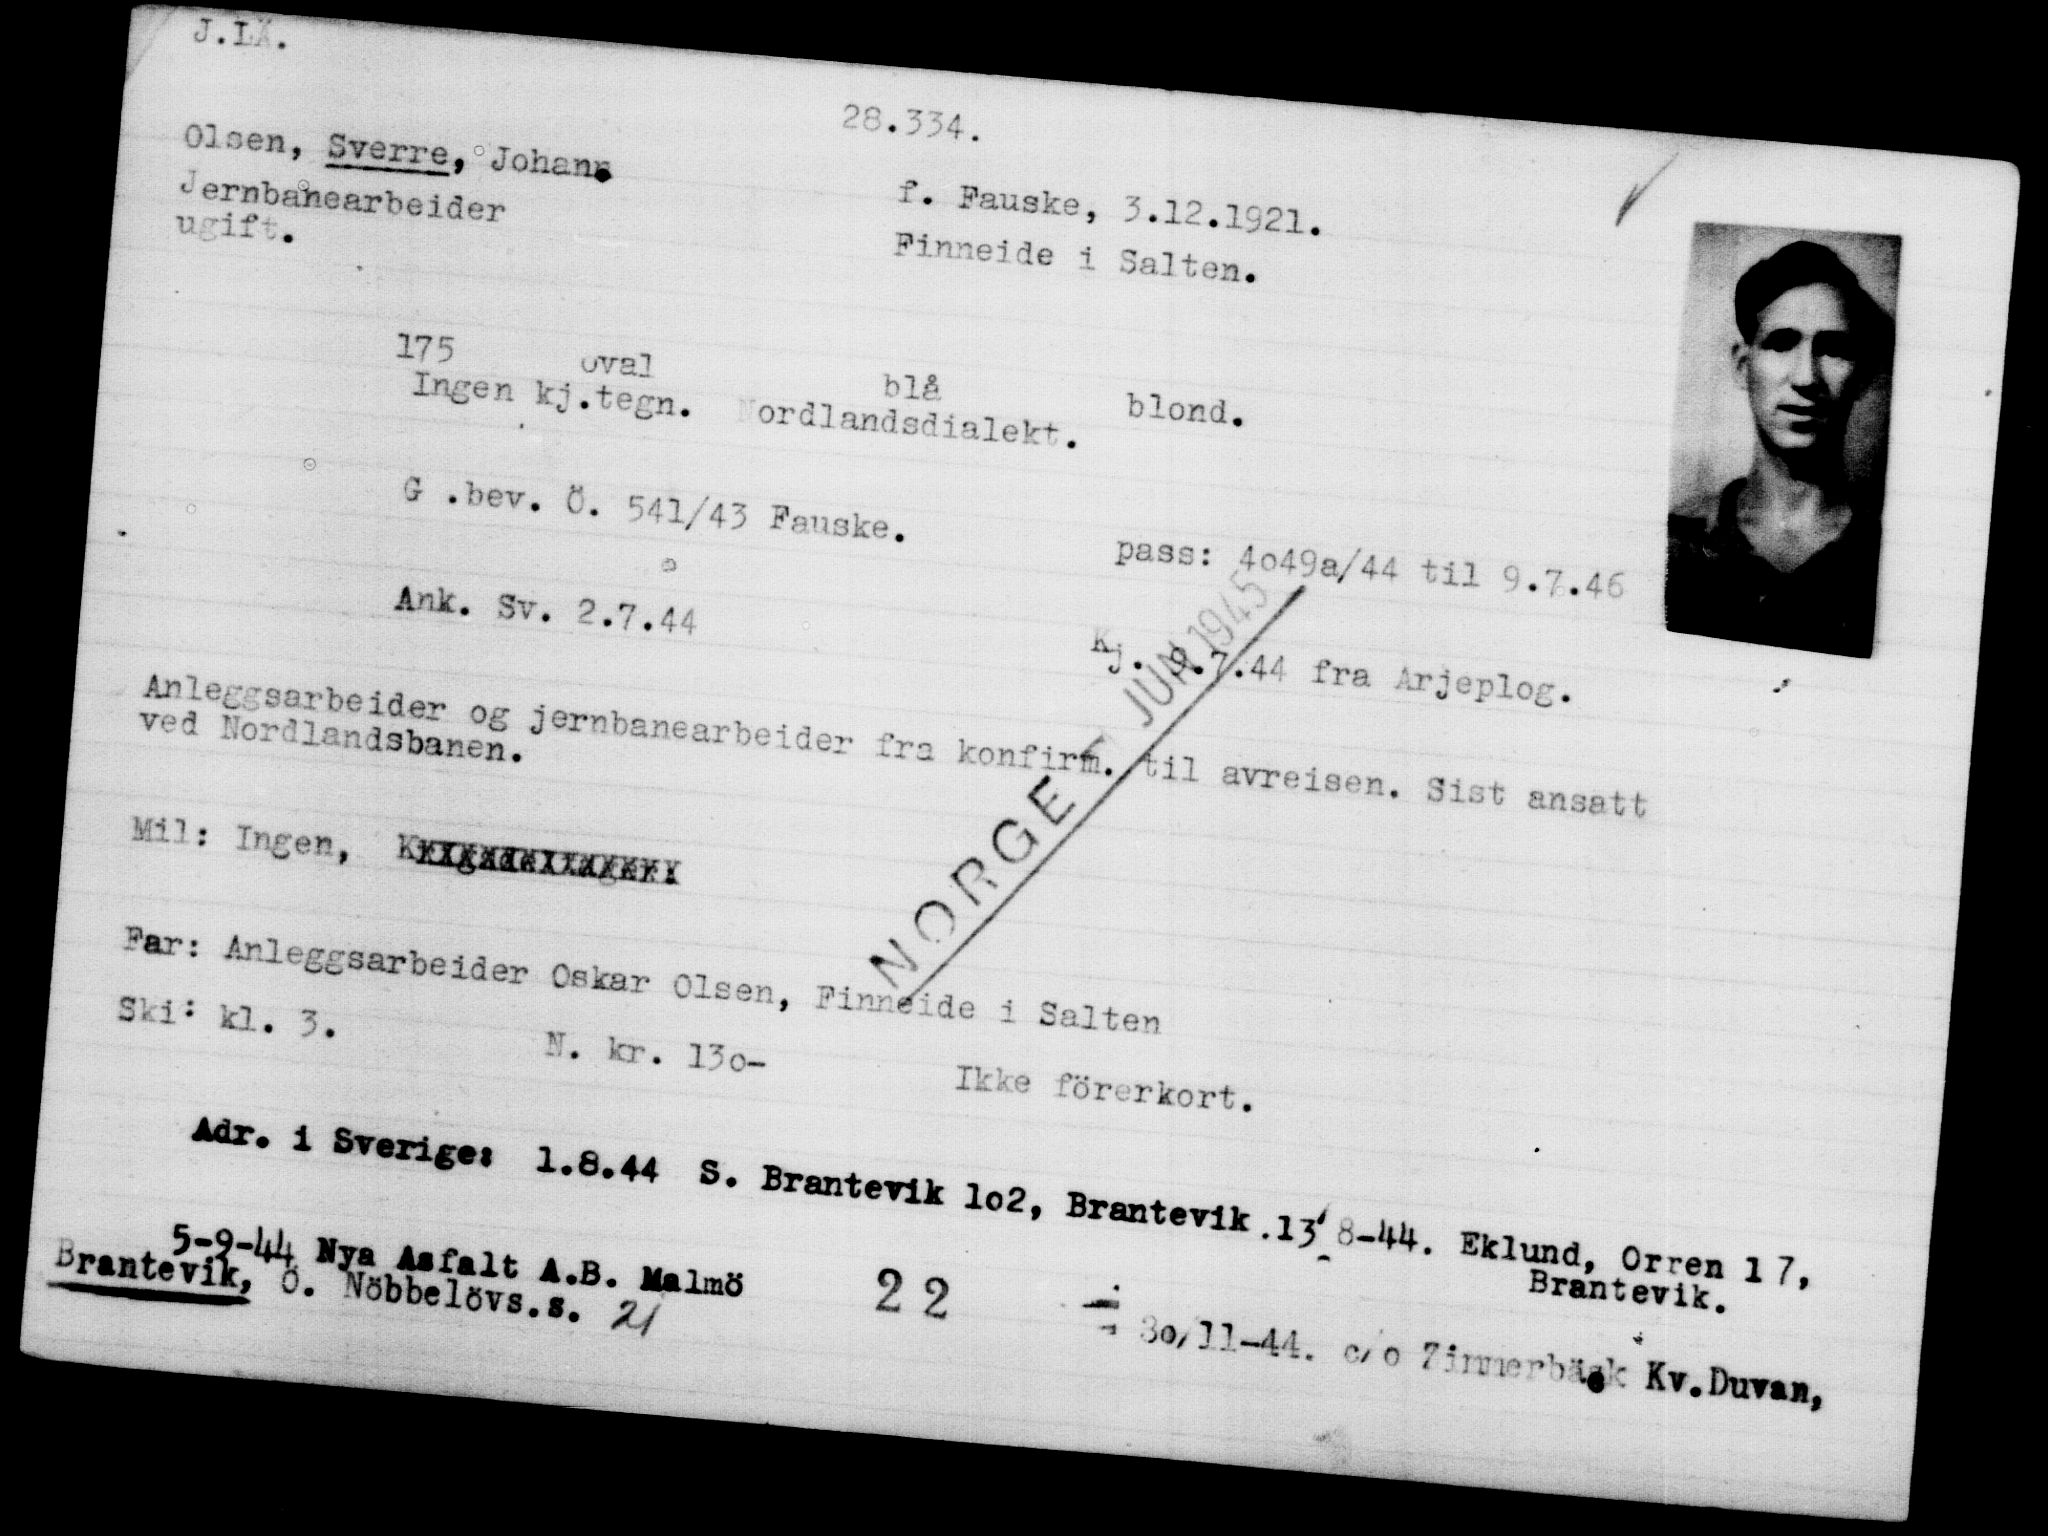 J.LÄ.
28.334.
Olsen, Sverre, Johan.
f. Fauske, 3.12.1921.
Jernbanearbeider
Finneide i Salten.
ugift.
175 oval blå blond.
Ingen kj.tegn. Nordlandsdialekt.
G .bev. Ö. 541/43 Fauske.
pass: 4o49a/44 til 9.7.46
Ank. Sv. 2.7.44
Kj. 9.7.44 fra Arjeplog.
Anleggsarbeider og jernbanearbeider fra konfirm. til avreisen. Sist ansatt
ved Nordlandsbanen.
NORGE JUN 1945
Mil: Ingen,
Far: Anleggsarbeider Oskar Olsen, Finneide i Salten
Ski: kl. 3.
N. kr. 13o-
Ikke förerkort.
Adr. i Sverige: 1.8.44 S. Brantevik 1o2, Brantevik.13/8-44. Eklund, Orren 17,
Brantevik.
5-9-44 Nya Asfalt A.B. Malmö
22
30/11-44. c/o Zimmerbäck Kv.Duvan,
Brantevik, Ö. Nöbbelövs.s. 21